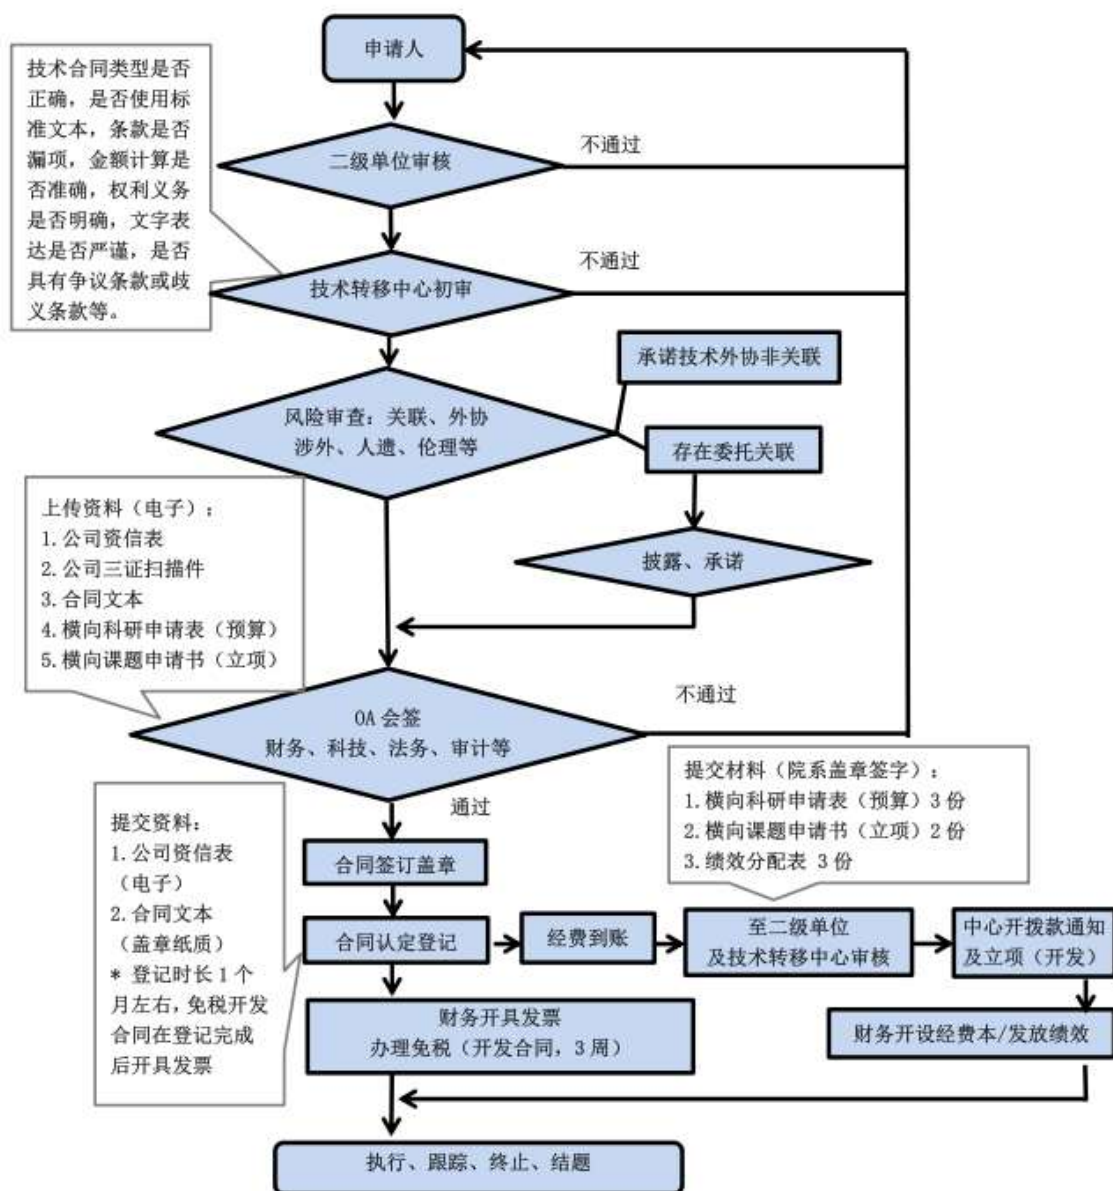 申请人
技术合同类型是否
正确，是否使用标
准文本，条款是否
漏项，金额计算是
否准确，权利义务
是否明确，文字表
达是否严谨，是否
具有争议条款或歧
义条款等。
二级单位审核
不通过
技术转移中心初审
不通过
承诺技术外协非关联
风险审查：关联、外协
涉外、人遗、伦理等
存在委托关联
披露、承诺
上传资料（电子）：
1.公司资信表
2.公司三证扫描件
3.合同文本
4.横向科研申请表（预算）
5.横向课题申请书（立项）
不通过
OA 会签
财务、科技、法务、审计等
通过
提交材料（院系盖章签字）：
1.横向科研申请表（预算）3 份
2.横向课题申请书（立项）2 份
3.绩效分配表 3 份
提交资料：
1.公司资信表
（电子）
2.合同文本
（盖章纸质）
* 登记时长 1 个
月左右，免税开发
合同在登记完成
后开具发票
合同签订盖章
合同认定登记
经费到账
至二级单位
及技术转移中心审核
中心开拨款通知
及立项（开发）
财务开具发票
办理免税（开发合同，3 周）
财务开设经费本/发放绩效
执行、跟踪、终止、结题